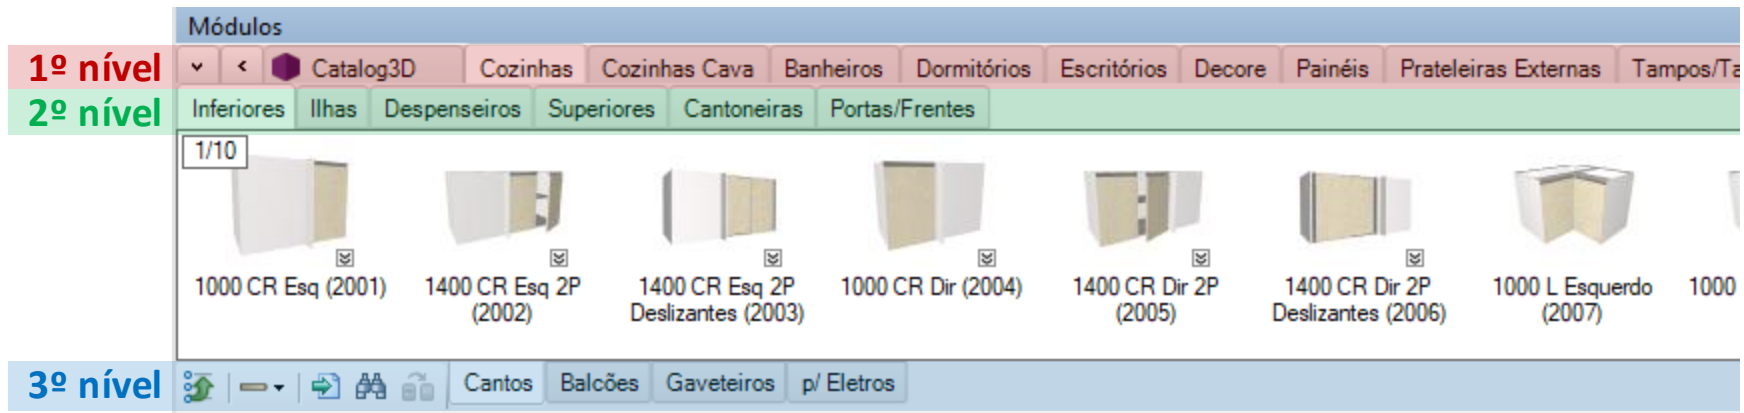 Módulos
1º nível Catalog3D Cozinhas Cozinhas Cava Banheiros Dormitórios Escritórios Decore Painéis Prateleiras Externas Tampos/Ta
2º nível Inferiores Ilhas Despenseiros Superiores Cantoneiras Portas/Frentes
1/10
1000 CR Esq (2001) 1400 CR Esq 2P 1400 CR Esq 2P 1000 CR Dir (2004) 1400 CR Dir 2P 1400 CR Dir 2P 1000 L Esquerdo 1000
(2002) Deslizantes (2003) (2005) Deslizantes (2006) (2007)
3º nível Cantos Balcões Gaveteiros p/ Eletros